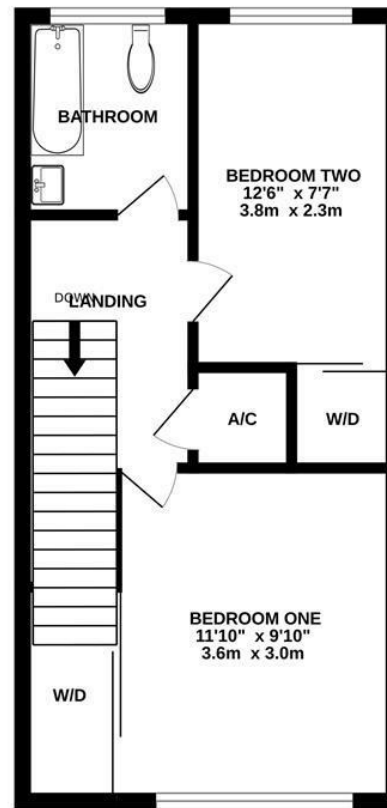 BATHROOM
BEDROOM TWO
12'6" x 7'7"
3.8m x 2.3m
DOWN
LANDING
A/C
W/D
BEDROOM ONE
11'10" x 9'10"
3.6m x 3.0m
W/D